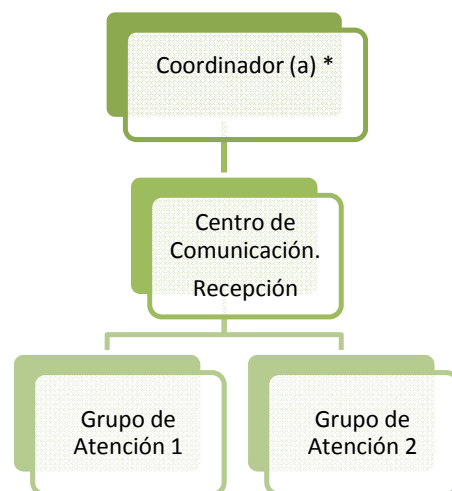 Coordinador (a) *
Centro de
Comunicación.
Recepción
Grupo de
Atención 1
Grupo de
Atención 2